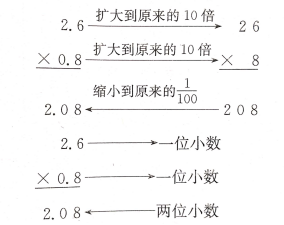 扩大到原来的10倍
2.6 26
扩大到原来的10倍
× 0.8 × 8
缩小到原来的1/100
2.08 208
2.6 一位小数
× 0.8 一位小数
2.08 两位小数